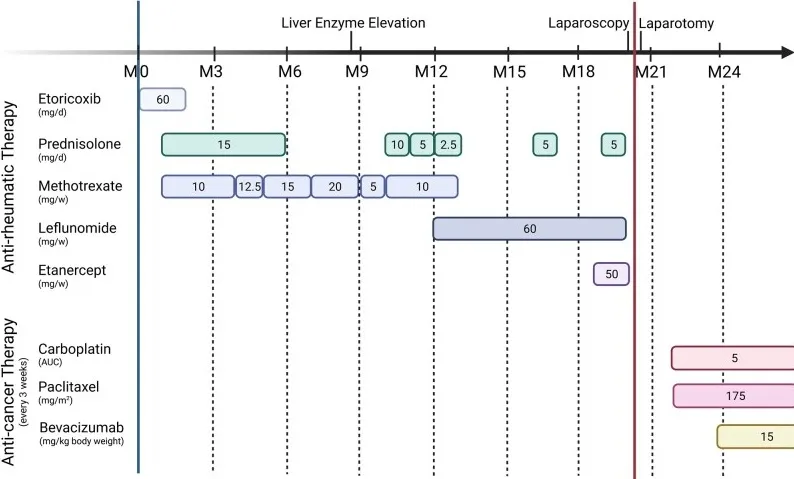 Liver Enzyme Elevation
Laparoscopy
Laparotomy
M0
M3
M6
M9
M12
M15
M18
M21
M24
Anti-rheumatic Therapy
Etoricoxib
(mg/d)
60
Prednisolone
(mg/d)
15
10
5
2.5
5
5
Methotrexate
(mg/w)
10
12.5
15
20
5
10
Leflunomide
(mg/w)
60
Etanercept
(mg/w)
50
Anti-cancer Therapy
(every 3 weeks)
Carboplatin
(AUC)
5
Paclitaxel
(mg/m²)
175
Bevacizumab
(mg/kg body weight)
15